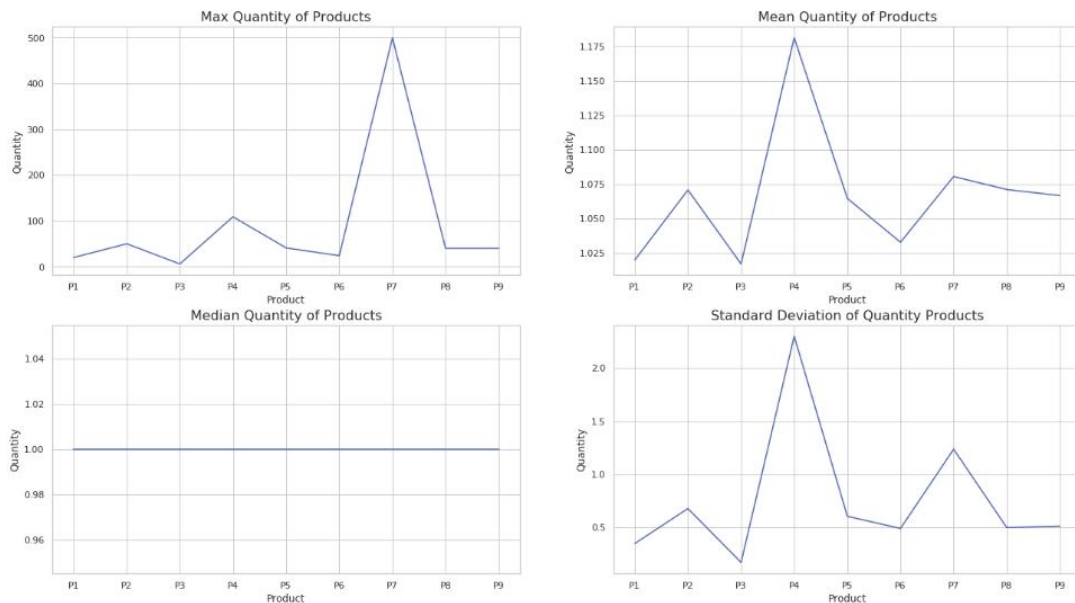 Max Quantity of Products
500
400
300
200
100
0
Quantity
P1 P2 P3 P4 P5 P6 P7 P8 P9
Product
Mean Quantity of Products
1.175
1.150
1.125
1.100
1.075
1.050
1.025
Quantity
P1 P2 P3 P4 P5 P6 P7 P8 P9
Product
Median Quantity of Products
1.04
1.02
1.00
0.98
0.96
Quantity
P1 P2 P3 P4 P5 P6 P7 P8 P9
Product
Standard Deviation of Quantity Products
2.0
1.5
1.0
0.5
Quantity
P1 P2 P3 P4 P5 P6 P7 P8 P9
Product